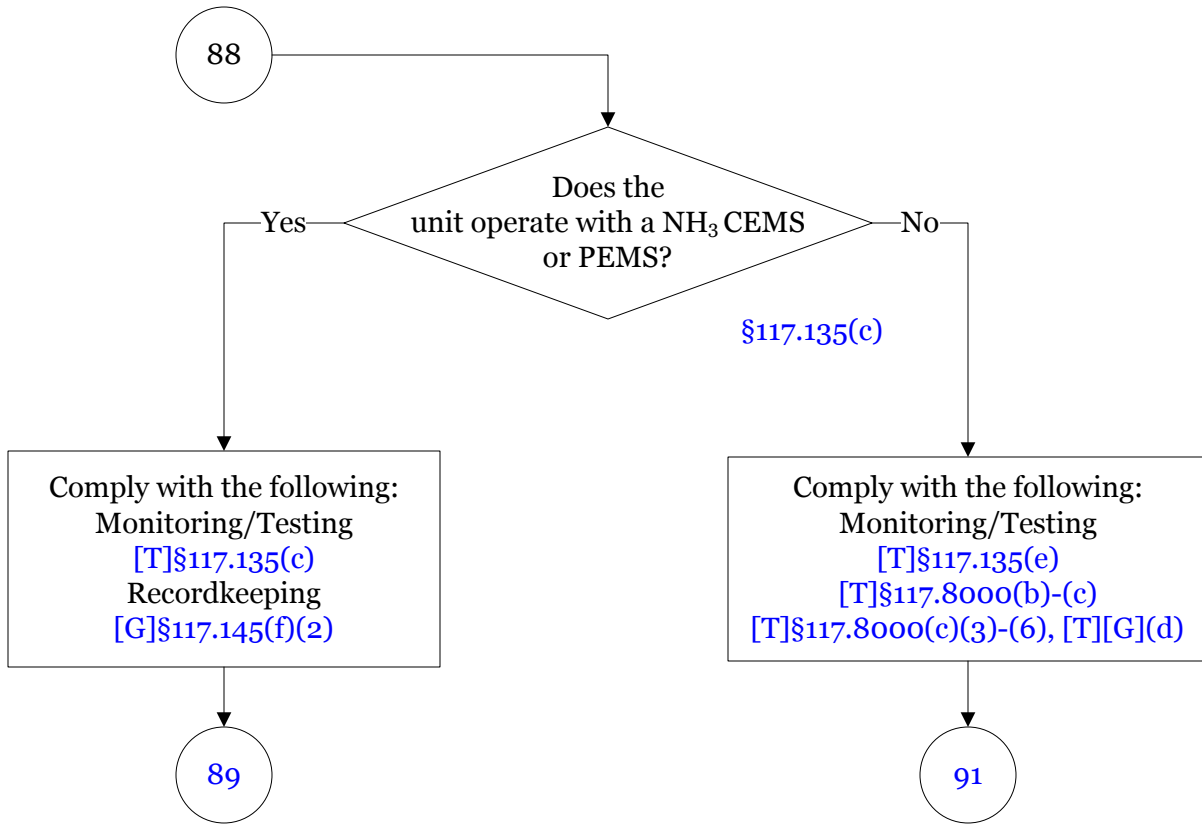 88
Does the
unit operate with a NH₃ CEMS
or PEMS?
Yes
No
§117.135(c)
Comply with the following:
Monitoring/Testing
[T]§117.135(c)
Recordkeeping
[G]§117.145(f)(2)
Comply with the following:
Monitoring/Testing
[T]§117.135(e)
[T]§117.8000(b)-(c)
[T]§117.8000(c)(3)-(6), [T][G](d)
89
91